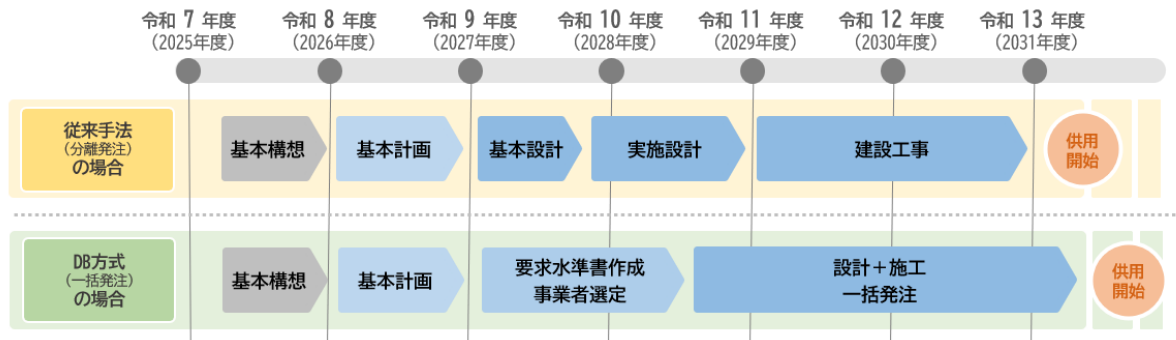 令和 7 年度 令和 8 年度 令和 9 年度 令和 10 年度 令和 11 年度 令和 12 年度 令和 13 年度
(2025年度) (2026年度) (2027年度) (2028年度) (2029年度) (2030年度) (2031年度)
従来手法
(分離発注)
の場合
基本構想
基本計画
基本設計
実施設計
建設工事
供用
開始
DB方式
(一括発注)
の場合
基本構想
基本計画
要求水準書作成
事業者選定
設計+施工
一括発注
供用
開始